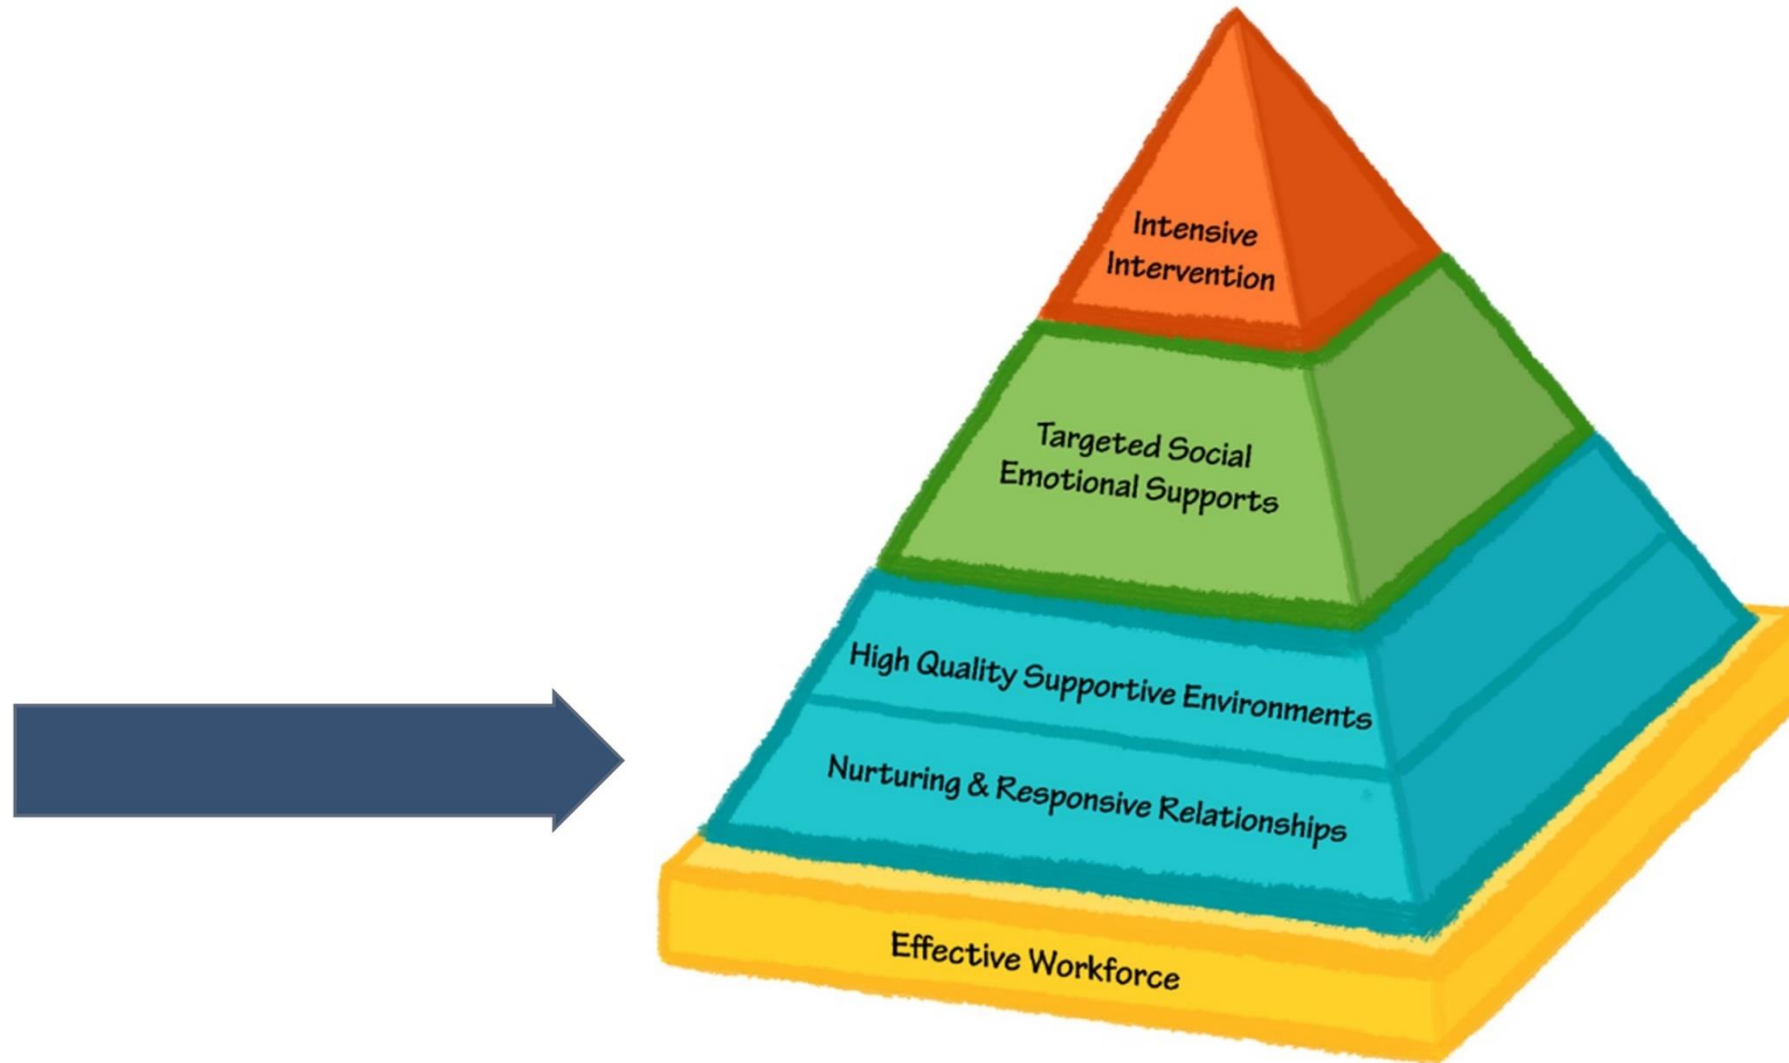 Intensive
Intervention
Targeted Social
Emotional Supports
High Quality Supportive Environments
Nurturing & Responsive Relationships
Effective Workforce